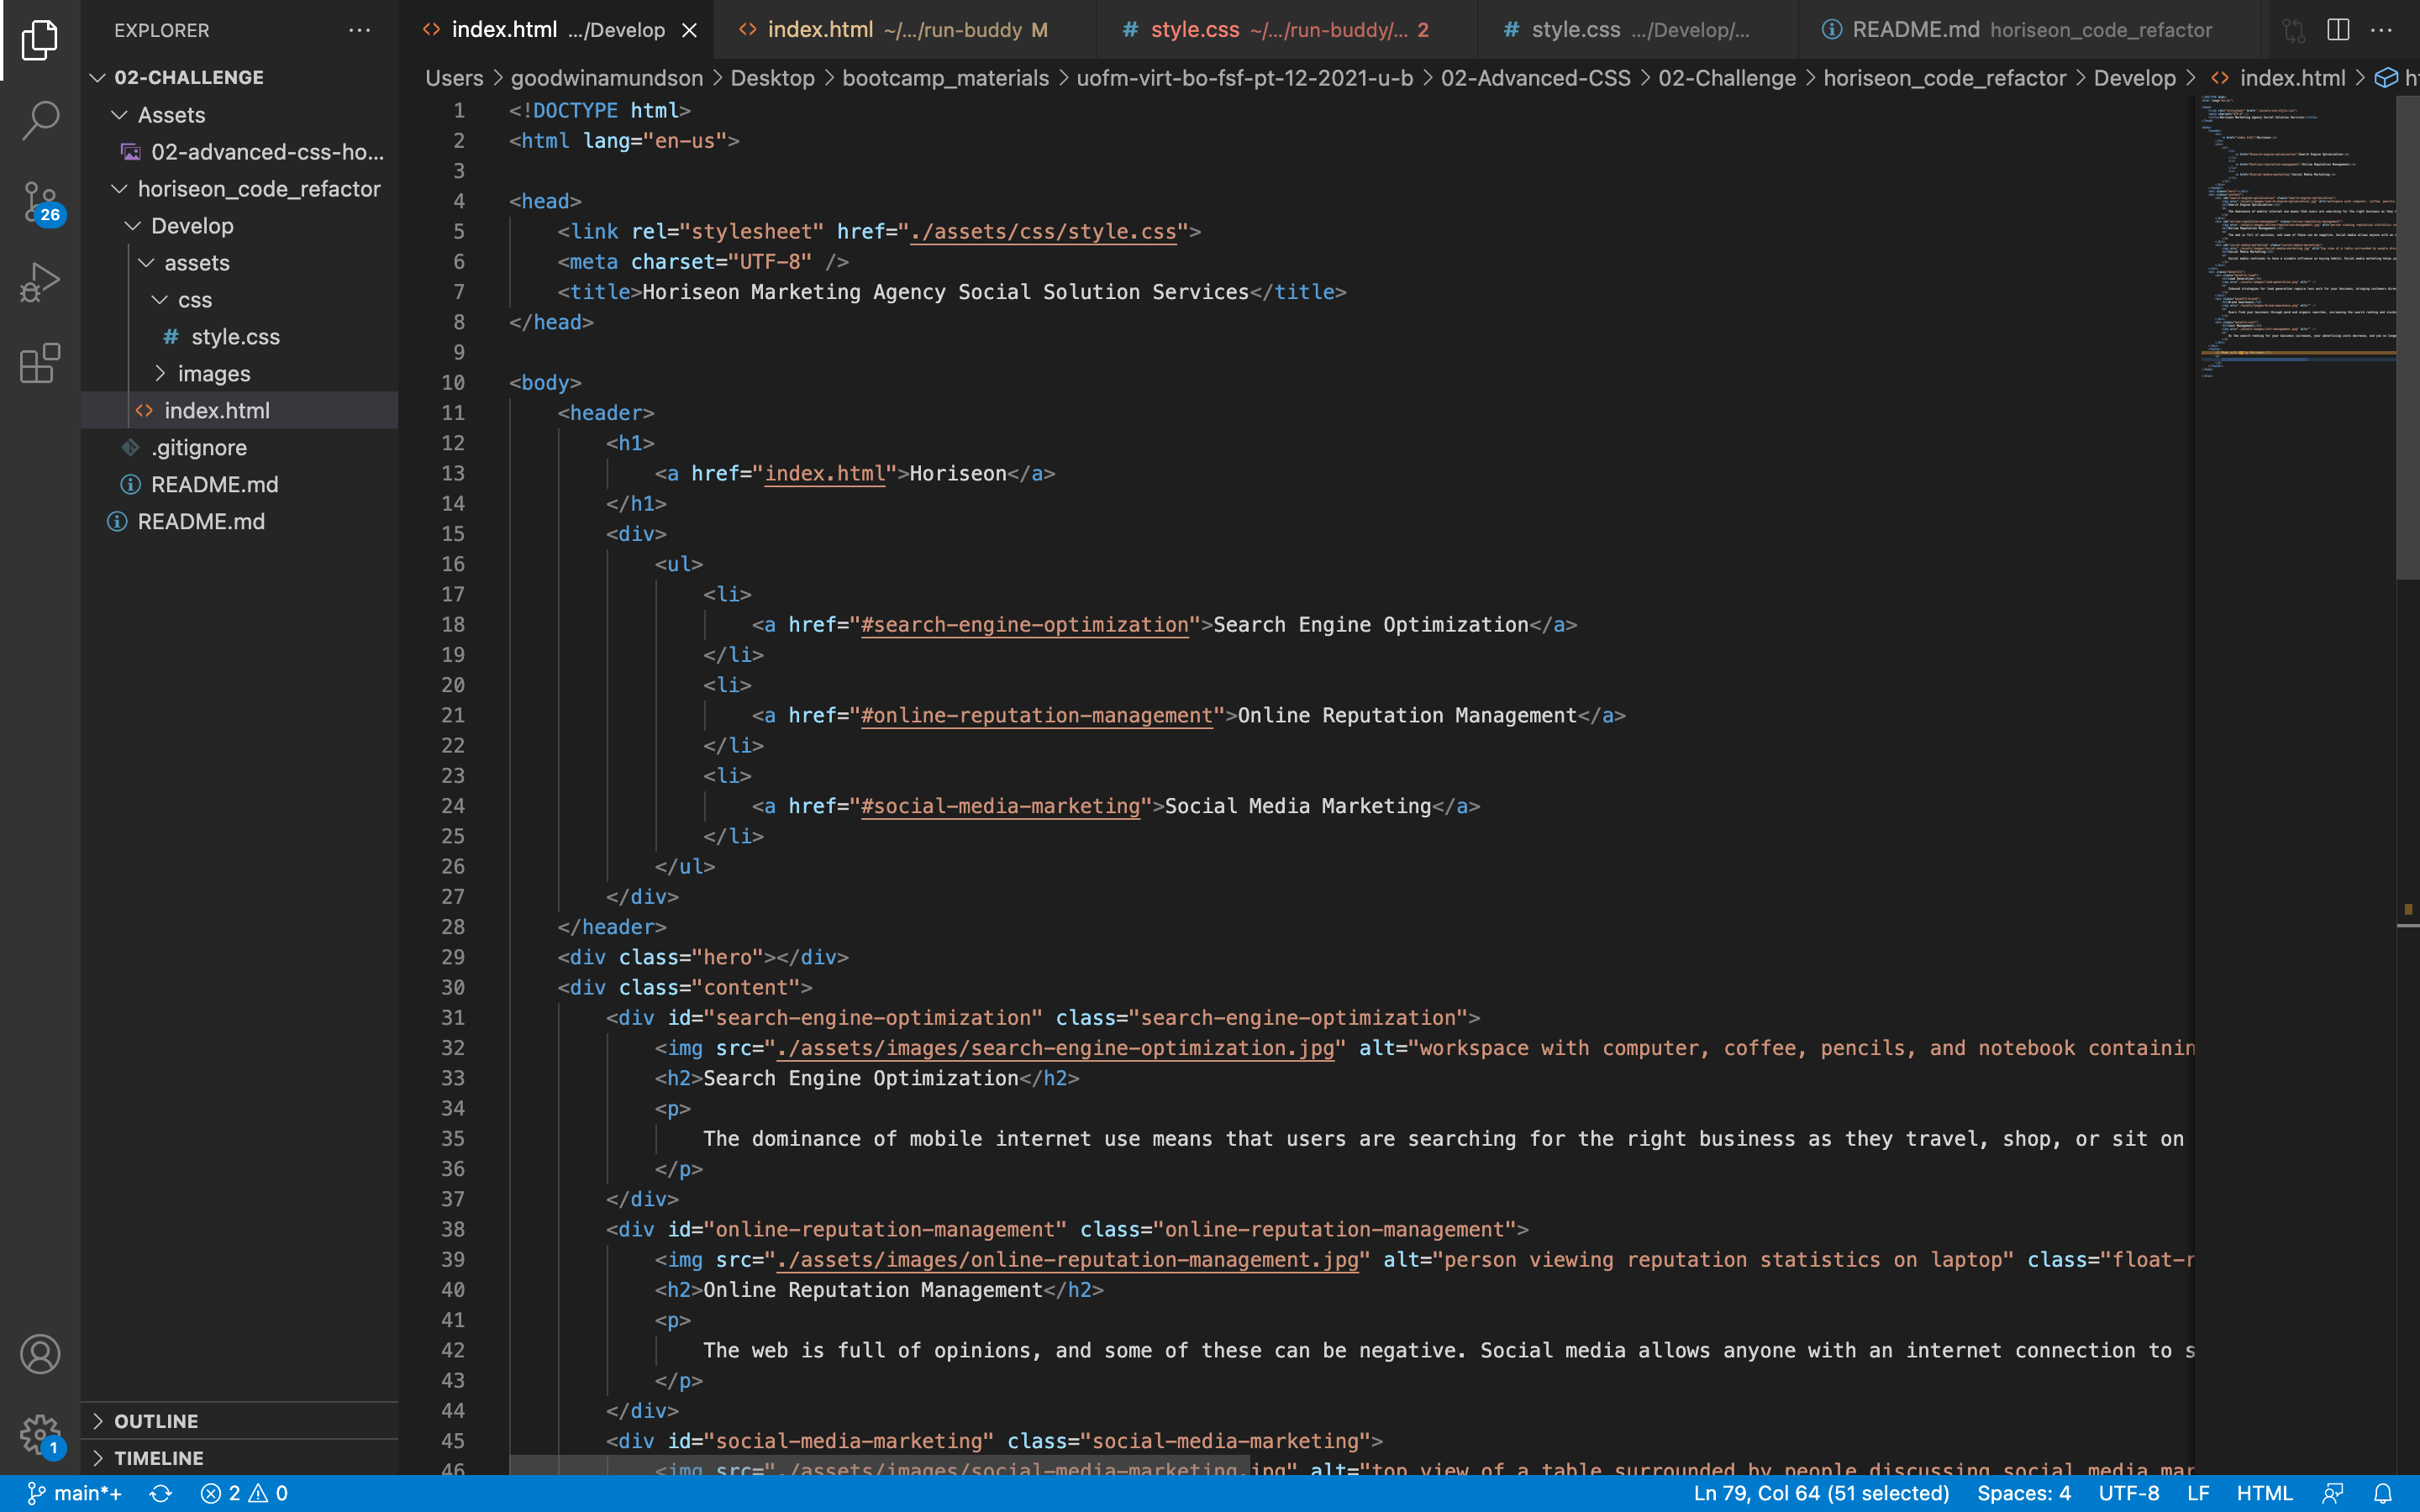 EXPLORER
index.html .../Develop
index.html ~/.../run-buddy M
style.css ~/.../run-buddy/... 2
style.css .../Develop/...
README.md horiseon_code_refactor
02-CHALLENGE
Assets
02-advanced-css-ho...
horiseon_code_refactor
Develop
assets
css
style.css
images
index.html
.gitignore
README.md
README.md
26
OUTLINE
TIMELINE
1
Users > goodwinamundson > Desktop > bootcamp_materials > uofm-virt-bo-fsf-pt-12-2021-u-b > 02-Advanced-CSS > 02-Challenge > horiseon_code_refactor > Develop > index.html > ht
1 <!DOCTYPE html>
2 <html lang="en-us">
3
4 <head>
5 <link rel="stylesheet" href="./assets/css/style.css">
6 <meta charset="UTF-8" />
7 <title>Horiseon Marketing Agency Social Solution Services</title>
8 </head>
9
10 <body>
11 <header>
12 <h1>
13 <a href="index.html">Horiseon</a>
14 </h1>
15 <div>
16 <ul>
17 <li>
18 <a href="#search-engine-optimization">Search Engine Optimization</a>
19 </li>
20 <li>
21 <a href="#online-reputation-management">Online Reputation Management</a>
22 </li>
23 <li>
24 <a href="#social-media-marketing">Social Media Marketing</a>
25 </li>
26 </ul>
27 </div>
28 </header>
29 <div class="hero"></div>
30 <div class="content">
31 <div id="search-engine-optimization" class="search-engine-optimization">
32 <img src="./assets/images/search-engine-optimization.jpg" alt="workspace with computer, coffee, pencils, and notebook containin
33 <h2>Search Engine Optimization</h2>
34 <p>
35 The dominance of mobile internet use means that users are searching for the right business as they travel, shop, or sit on
36 </p>
37 </div>
38 <div id="online-reputation-management" class="online-reputation-management">
39 <img src="./assets/images/online-reputation-management.jpg" alt="person viewing reputation statistics on laptop" class="float-r
40 <h2>Online Reputation Management</h2>
41 <p>
42 The web is full of opinions, and some of these can be negative. Social media allows anyone with an internet connection to s
43 </p>
44 </div>
45 <div id="social-media-marketing" class="social-media-marketing">
46 <img src="./assets/images/social-media-marketing.jpg" alt="top view of a table surrounded by people discussing social media mar
main*+
2 0
Ln 79, Col 64 (51 selected)
Spaces: 4
UTF-8
LF
HTML